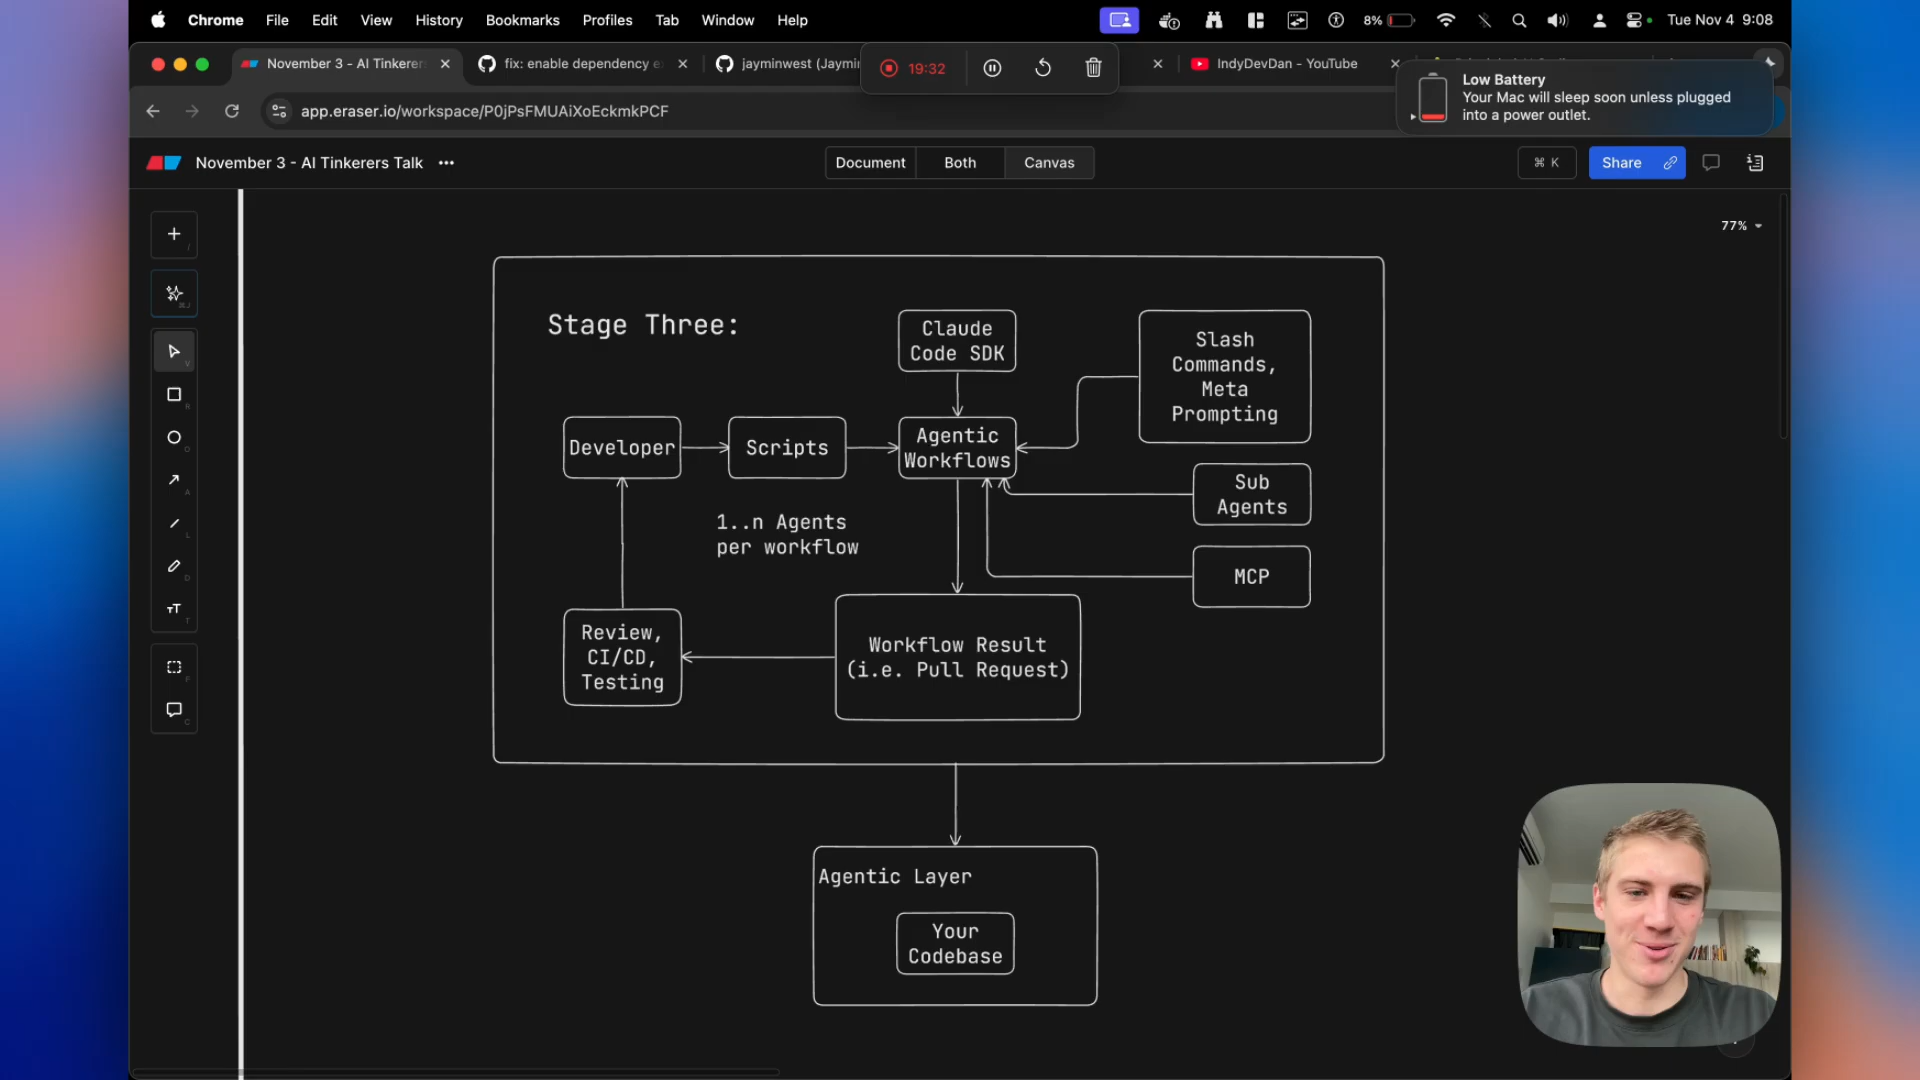 Chrome File Edit View History Bookmarks Profiles Tab Window Help
8% Tue Nov 4 9:08
November 3 - AI Tinkerer
fix: enable dependency e
jayminwest (Jaymi
19:32
IndyDevDan - YouTube
Low Battery
Your Mac will sleep soon unless plugged
into a power outlet.
app.eraser.io/workspace/P0jPsFMUAiXoEckmkPCF
November 3 - AI Tinkerers Talk
Document Both Canvas
⌘ K
Share
77%
Stage Three:
Claude
Code SDK
Slash
Commands,
Meta
Prompting
Developer
Scripts
Agentic
Workflows
Sub
Agents
1..n Agents
per workflow
MCP
Review,
CI/CD,
Testing
Workflow Result
(i.e. Pull Request)
Agentic Layer
Your
Codebase